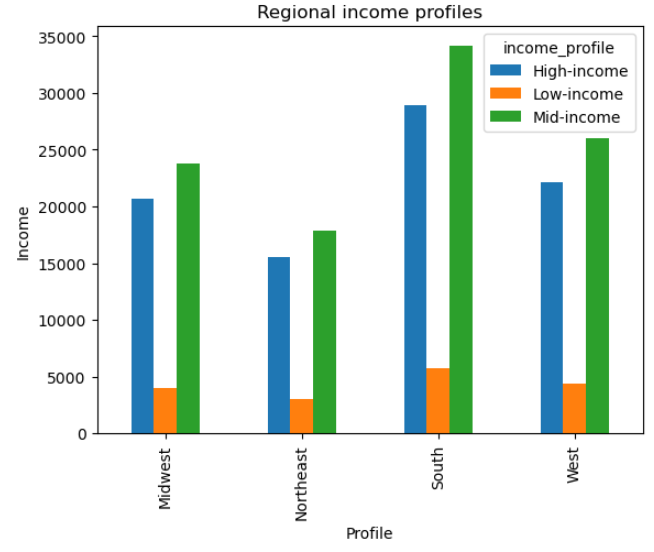 Regional income profiles
35000
30000
25000
20000
15000
10000
5000
0
Income
income_profile
High-income
Low-income
Mid-income
Midwest
Northeast
South
West
Profile